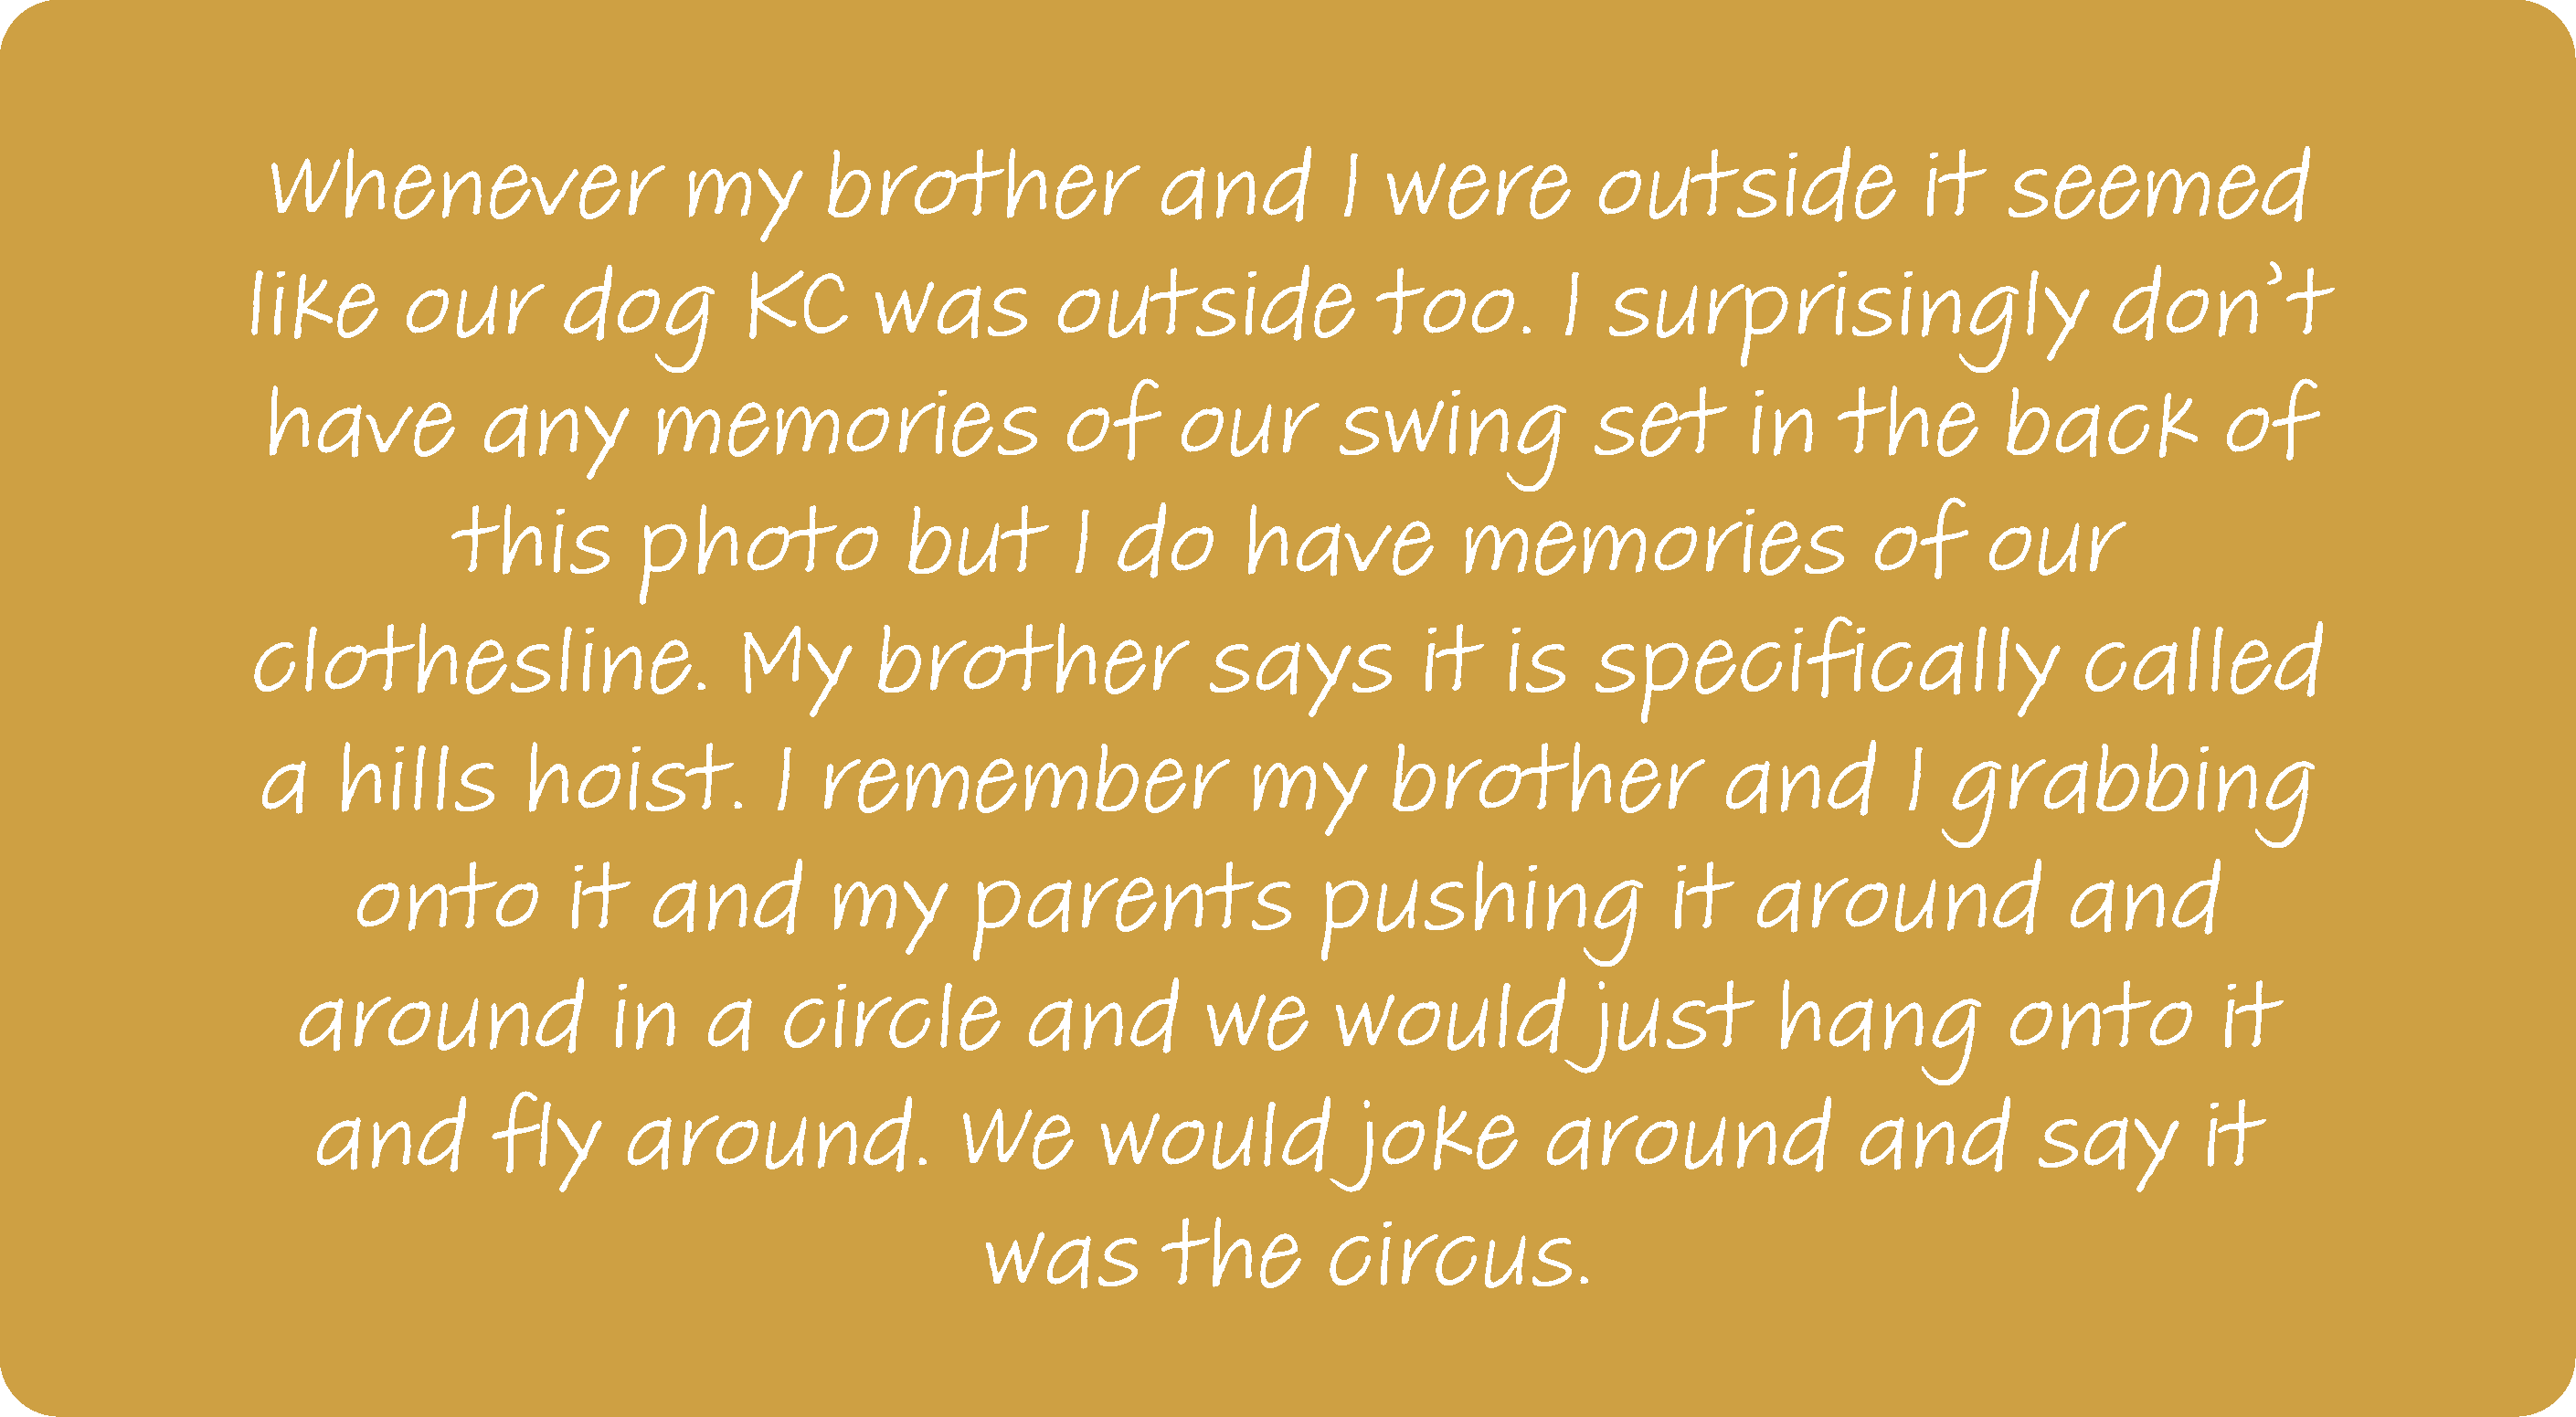 Whenever my brother and I were outside it seemed
like our dog KC was outside too. I surprisingly don't
have any memories of our swing set in the back of
this photo but I do have memories of our
clothesline. My brother says it is specifically called
a hills hoist. I remember my brother and I grabbing
onto it and my parents pushing it around and
around in a circle and we would just hang onto it
and fly around. We would joke around and say it
was the circus.